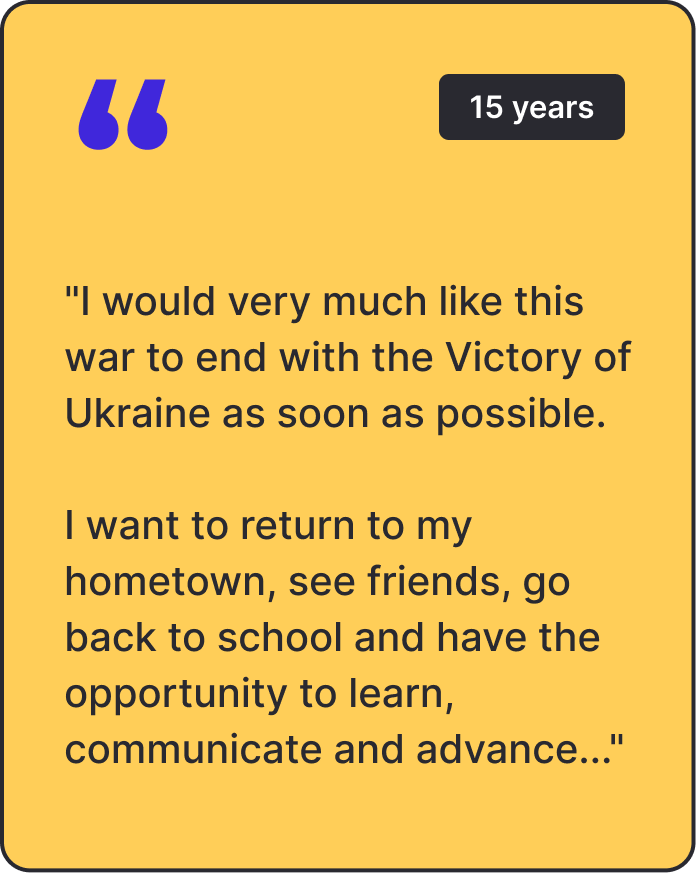 “
15 years
"I would very much like this
war to end with the Victory of
Ukraine as soon as possible.
I want to return to my
hometown, see friends, go
back to school and have the
opportunity to learn,
communicate and advance..."